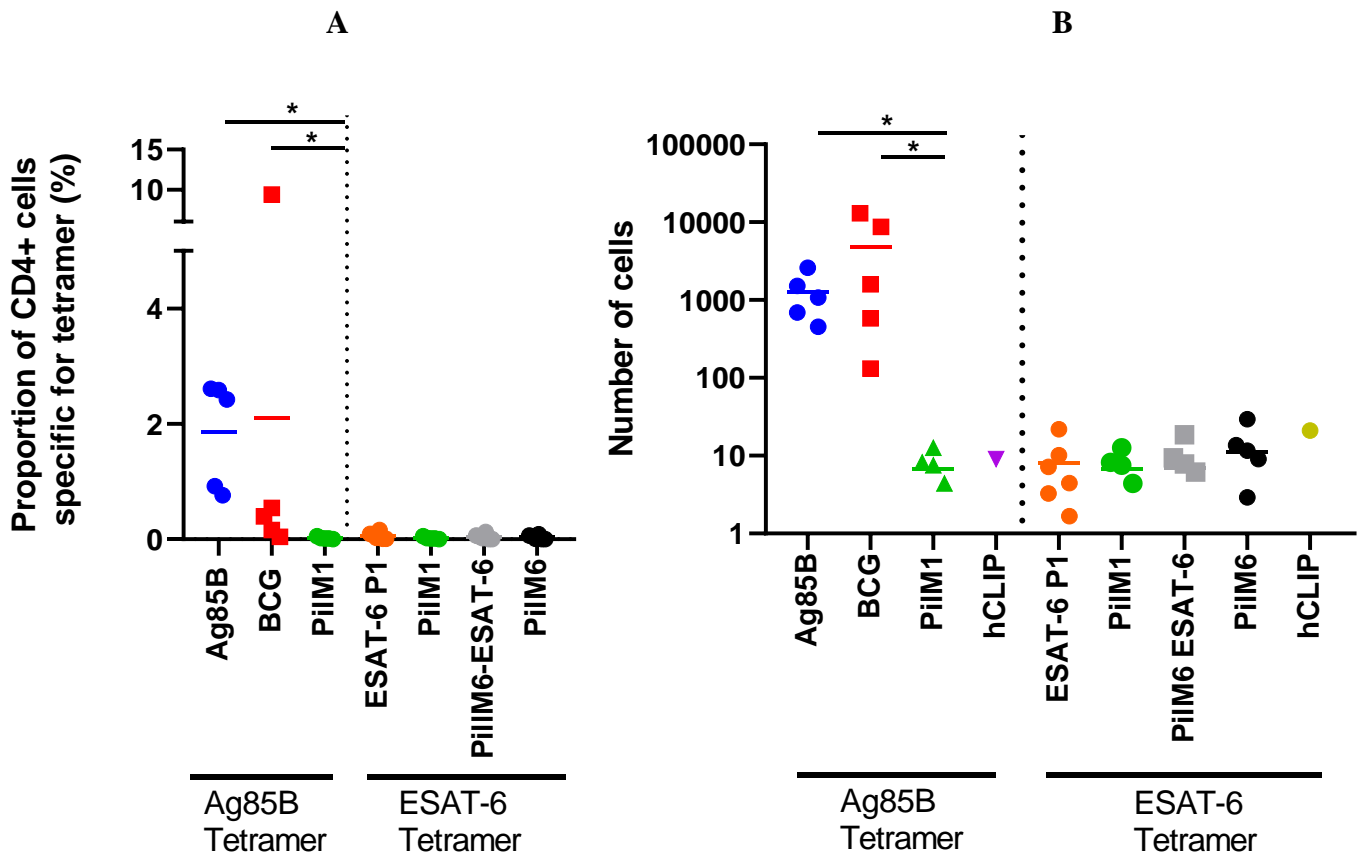 A
B
*
*
15
10
4
2
0
Proportion of CD4+ cells
specific for tetramer (%)
Ag85B
BCG
PilM1
ESAT-6 P1
PilM1
PilIM6-ESAT-6
PilM6
Ag85B
Tetramer
ESAT-6
Tetramer
*
*
100000
10000
1000
100
10
1
Number of cells
Ag85B
BCG
PilM1
hCLIP
ESAT-6 P1
PilM1
PilM6 ESAT-6
PilM6
hCLIP
Ag85B
Tetramer
ESAT-6
Tetramer